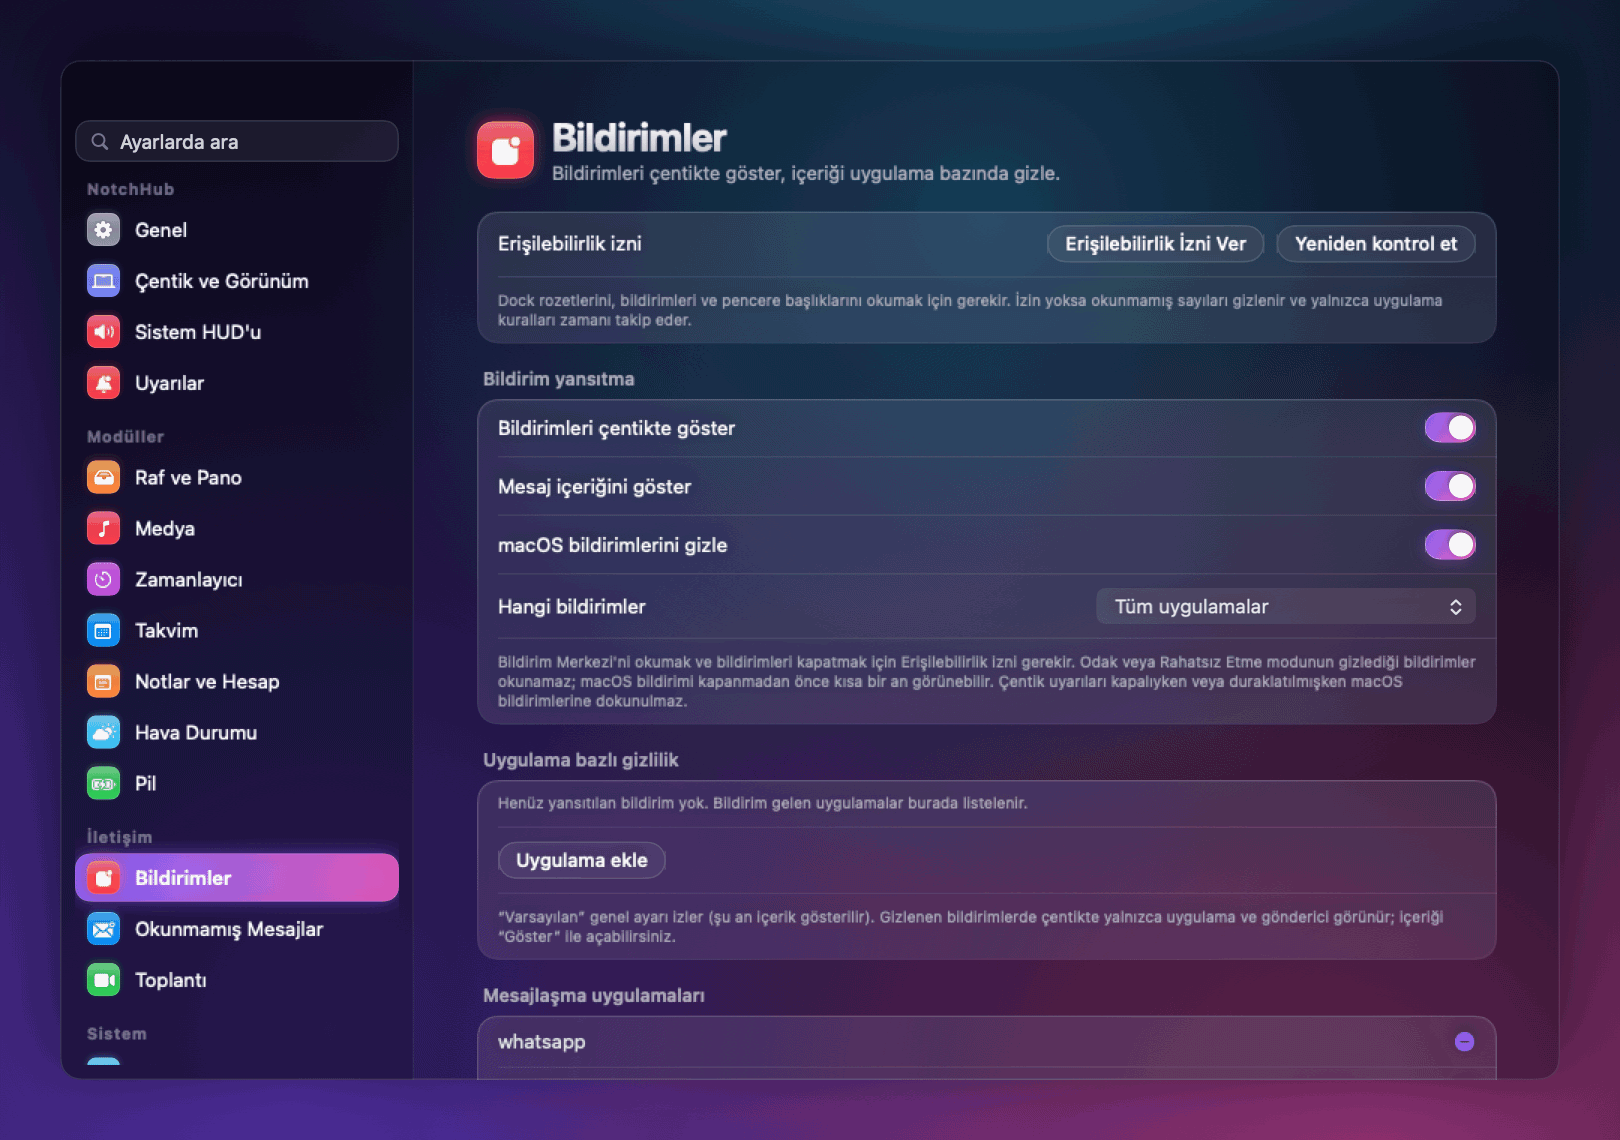 Ayarlarda ara
NotchHub
Genel
Çentik ve Görünüm
Sistem HUD'u
Uyarılar
Modüller
Raf ve Pano
Medya
Zamanlayıcı
Takvim
Notlar ve Hesap
Hava Durumu
Pil
İletişim
Bildirimler
Okunmamış Mesajlar
Toplantı
Sistem
Bildirimler
Bildirimleri çentikte göster, içeriği uygulama bazında gizle.
Erişilebilirlik izni
Erişilebilirlik İzni Ver
Yeniden kontrol et
Dock rozetlerini, bildirimleri ve pencere başlıklarını okumak için gerekir. İzin yoksa okunmamış sayıları gizlenir ve yalnızca uygulama
kuralları zamanı takip eder.
Bildirim yansıtma
Bildirimleri çentikte göster
Mesaj içeriğini göster
macOS bildirimlerini gizle
Hangi bildirimler
Tüm uygulamalar
Bildirim Merkezi'ni okumak ve bildirimleri kapatmak için Erişilebilirlik izni gerekir. Odak veya Rahatsız Etme modunun gizlediği bildirimler
okunamaz; macOS bildirimi kapanmadan önce kısa bir an görünebilir. Çentik uyarıları kapalıyken veya duraklatılmışken macOS
bildirimlerine dokunulmaz.
Uygulama bazlı gizlilik
Henüz yansıtılan bildirim yok. Bildirim gelen uygulamalar burada listelenir.
Uygulama ekle
“Varsayılan” genel ayarı izler (şu an içerik gösterilir). Gizlenen bildirimlerde çentikte yalnızca uygulama ve gönderici görünür; içeriği
“Göster” ile açabilirsiniz.
Mesajlaşma uygulamaları
whatsapp